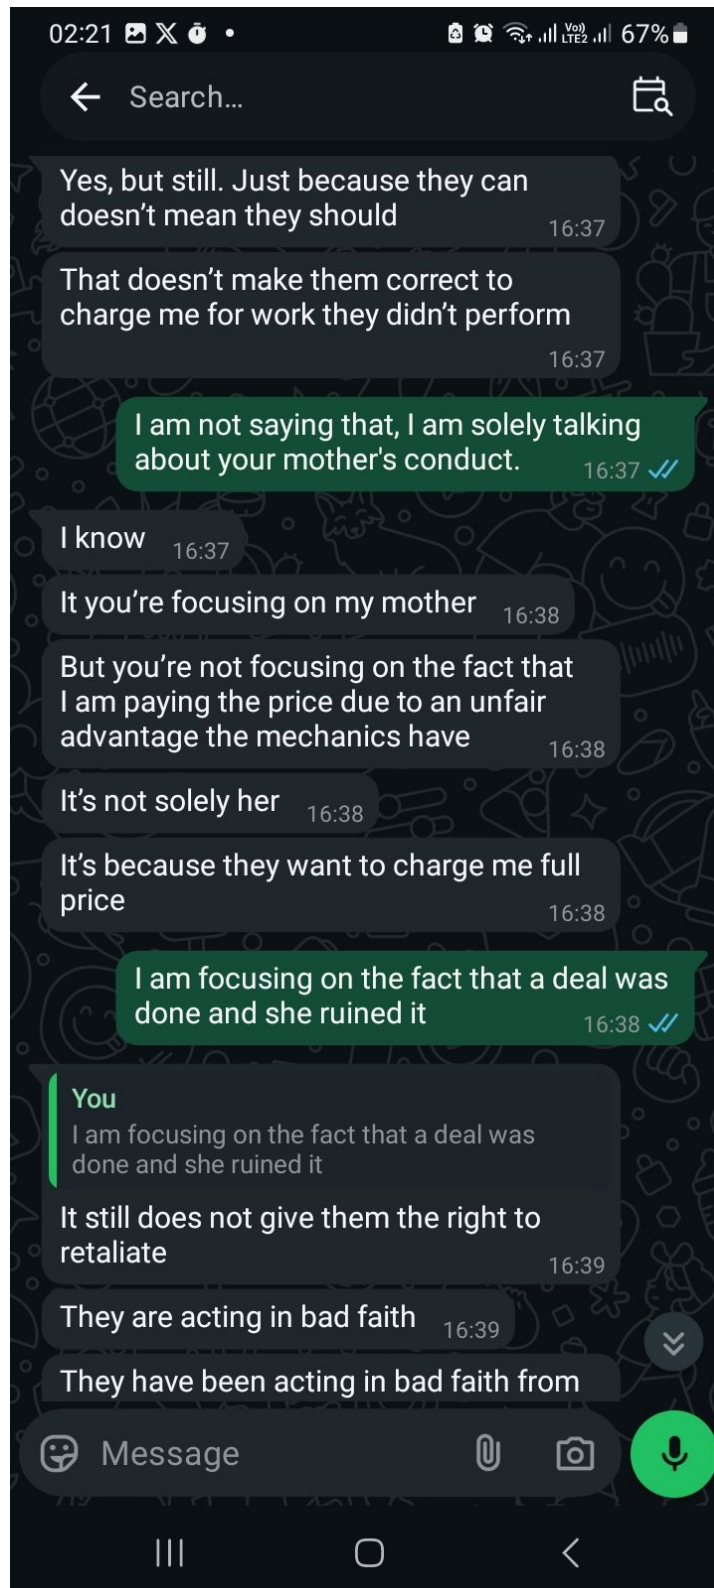 02:21
Vo))
LTE2
67%
Search...
Yes, but still. Just because they can
doesn’t mean they should
16:37
That doesn’t make them correct to
charge me for work they didn’t perform
16:37
I am not saying that, I am solely talking
about your mother's conduct.
16:37
I know
16:37
It you’re focusing on my mother
16:38
But you’re not focusing on the fact that
I am paying the price due to an unfair
advantage the mechanics have
16:38
It’s not solely her
16:38
It’s because they want to charge me full
price
16:38
I am focusing on the fact that a deal was
done and she ruined it
16:38
You
I am focusing on the fact that a deal was
done and she ruined it
It still does not give them the right to
retaliate
16:39
They are acting in bad faith
16:39
They have been acting in bad faith from
Message